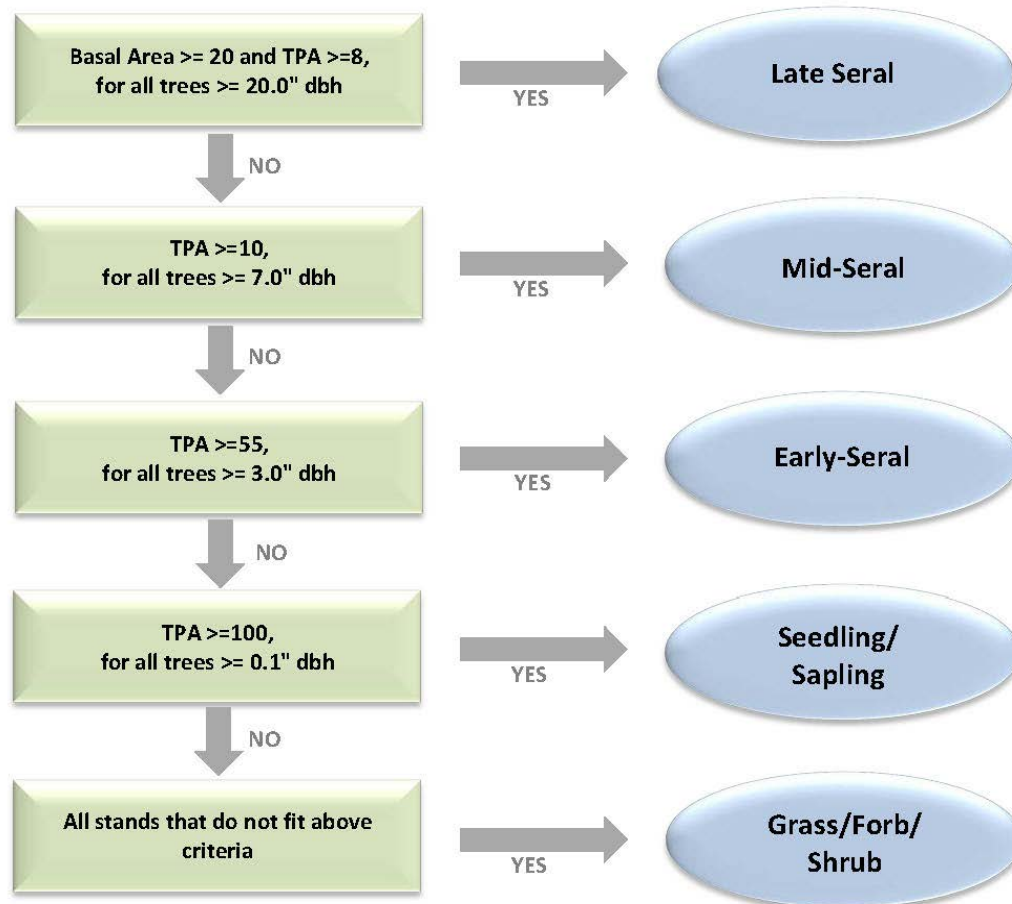 Basal Area >= 20 and TPA >=8,
for all trees >= 20.0" dbh
YES
Late Seral
NO
TPA >=10,
for all trees >= 7.0" dbh
YES
Mid-Seral
NO
TPA >=55,
for all trees >= 3.0" dbh
YES
Early-Seral
NO
TPA >=100,
for all trees >= 0.1" dbh
YES
Seedling/
Sapling
NO
All stands that do not fit above
criteria
YES
Grass/Forb/
Shrub